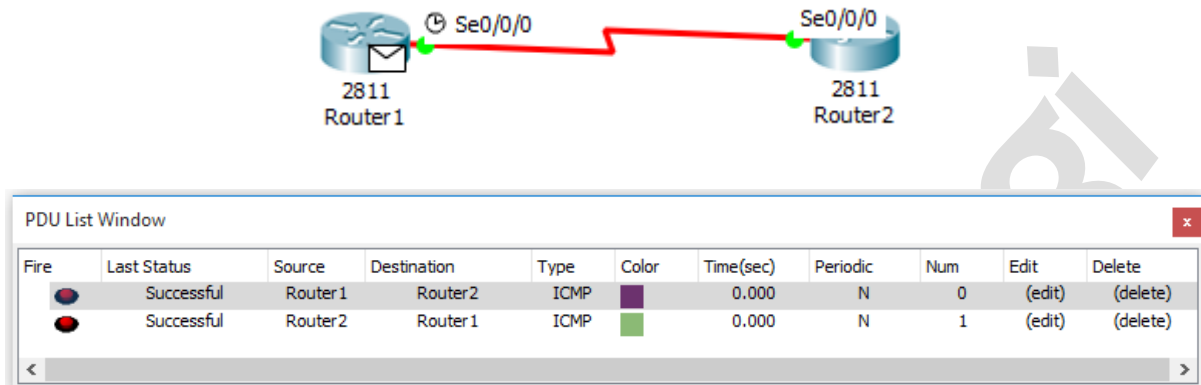 Se0/0/0
Se0/0/0
2811
Router1
2811
Router2
PDU List Window
x
Fire Last Status Source Destination Type Color Time(sec) Periodic Num Edit Delete
Successful Router1 Router2 ICMP 0.000 N 0 (edit) (delete)
Successful Router2 Router1 ICMP 0.000 N 1 (edit) (delete)